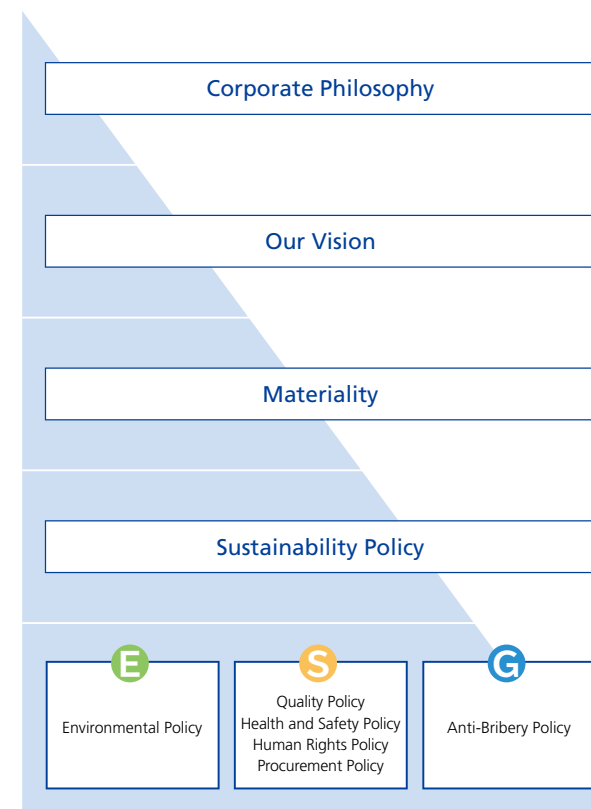 Corporate Philosophy
Our Vision
Materiality
Sustainability Policy
E
Environmental Policy
S
Quality Policy
Health and Safety Policy
Human Rights Policy
Procurement Policy
G
Anti-Bribery Policy